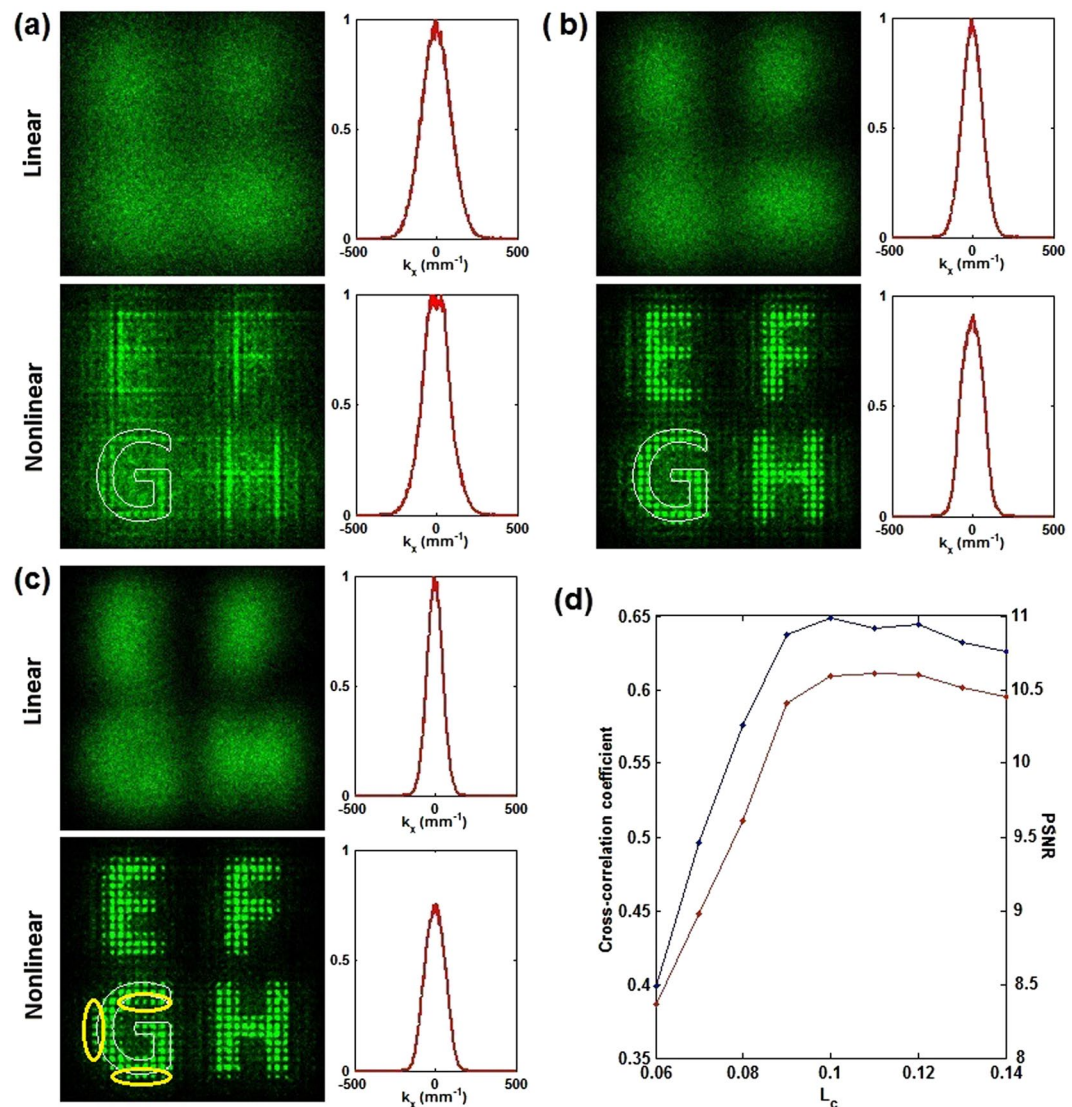 (a)
Linear
1
0.5
0
-500 0 500
kx (mm-1)
Nonlinear
E F
G H
1
0.5
0
-500 0 500
kx (mm-1)
(b)
1
0.5
0
-500 0 500
kx (mm-1)
E F
G H
1
0.5
0
-500 0 500
kx (mm-1)
(c)
Linear
1
0.5
0
-500 0 500
kx (mm-1)
Nonlinear
E F
G H
1
0.5
0
-500 0 500
kx (mm-1)
(d)
Cross-correlation coefficient
0.65
0.6
0.55
0.5
0.45
0.4
0.35
0.06 0.08 0.1 0.12 0.14
Lc
11
10.5
10
9.5
9
8.5
8
PSNR